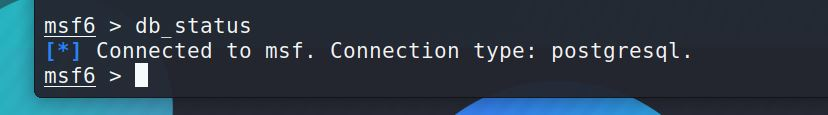 msf6 > db_status
[*] Connected to msf. Connection type: postgresql.
msf6 >